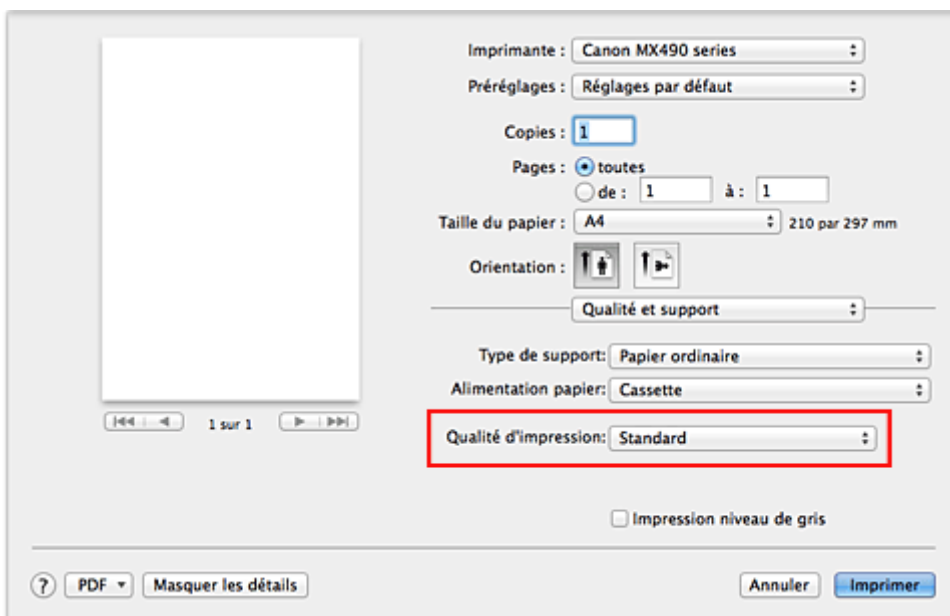 Imprimante : Canon MX490 series
Préréglages : Réglages par défaut
Copies : 1
Pages : toutes
de : 1 à : 1
Taille du papier : A4 210 par 297 mm
Orientation :
Qualité et support
Type de support: Papier ordinaire
Alimentation papier: Cassette
1 sur 1
Qualité d'impression: Standard
Impression niveau de gris
? PDF Masquer les détails Annuler Imprimer